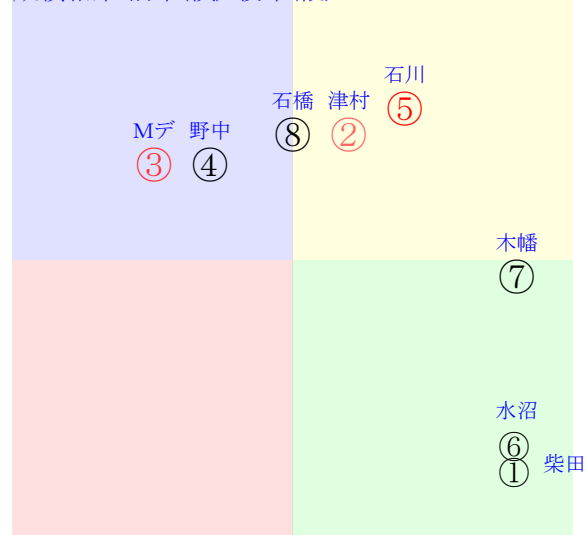 石川
⑤
石橋 津村
⑧ ②
Mデ 野中
③ ④
木幡
⑦
水沼
⑥
① 柴田